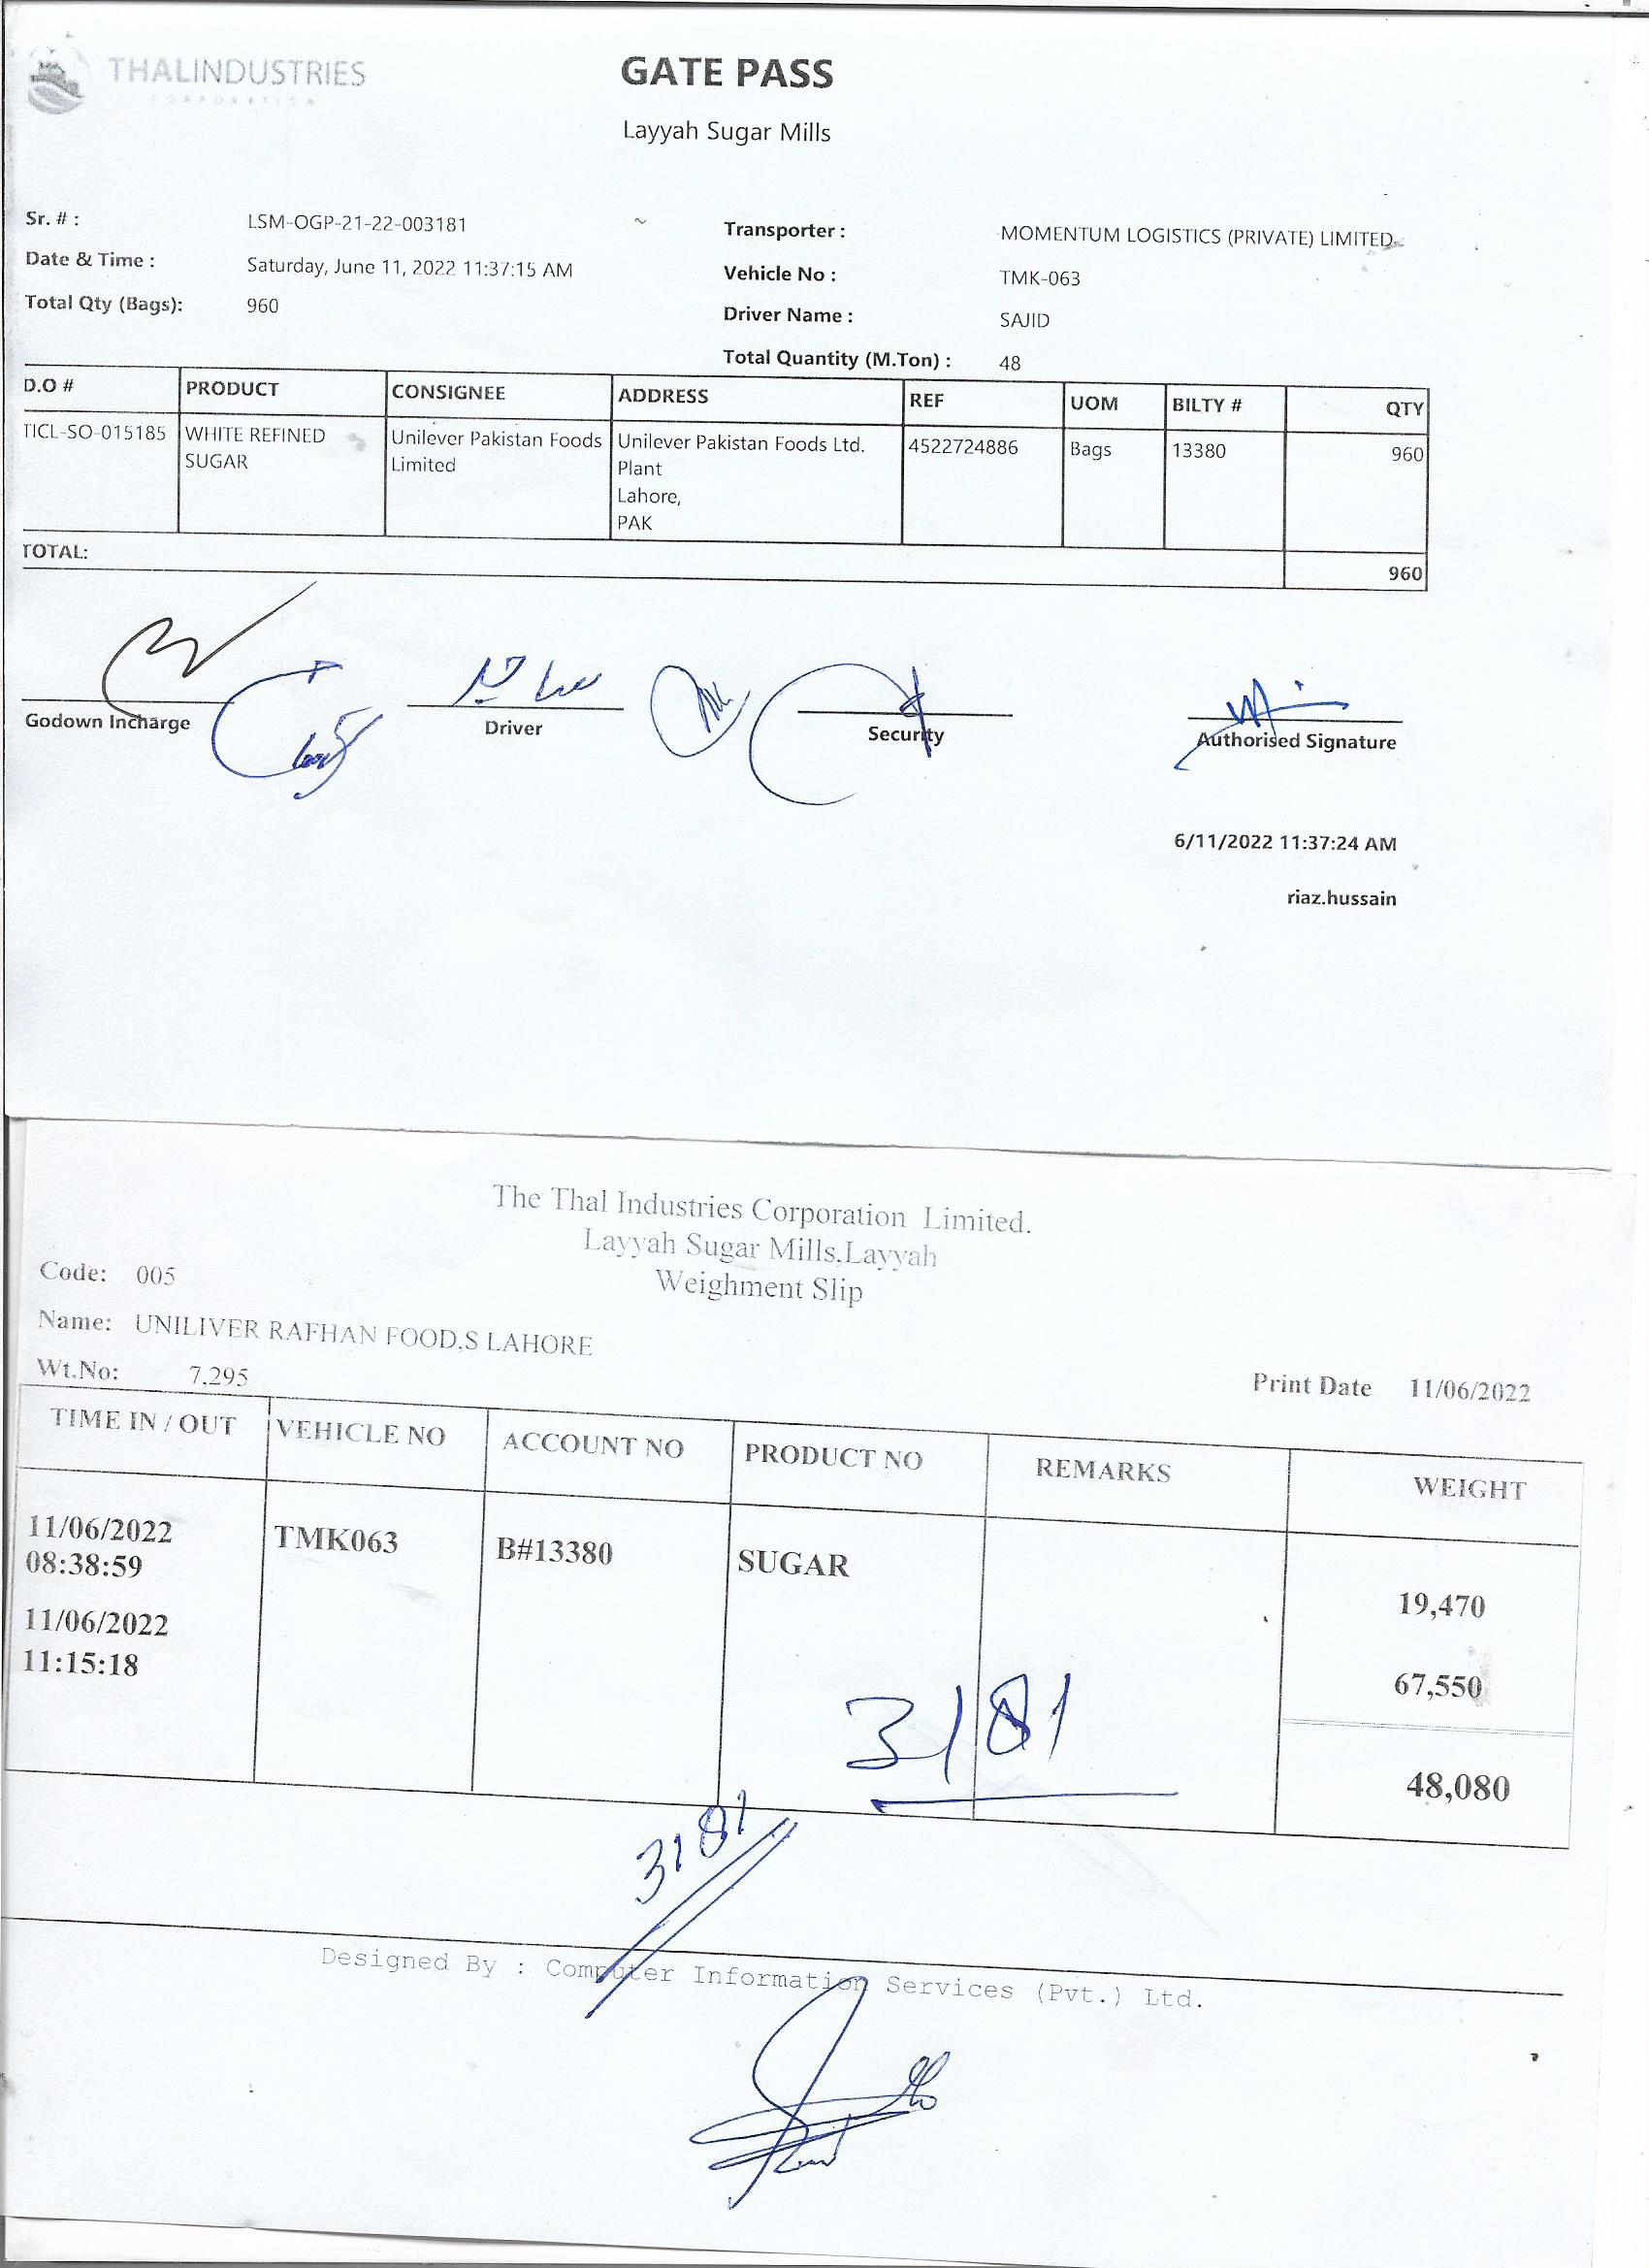 THALINDUSTRIES
CORPORATION
GATE PASS
Layyah Sugar Mills
Sr. # : LSM-OGP-21-22-003181
Date & Time : Saturday, June 11, 2022 11:37:15 AM
Total Qty (Bags): 960
Transporter : MOMENTUM LOGISTICS (PRIVATE) LIMITED
Vehicle No : TMK-063
Driver Name : SAJID
Total Quantity (M.Ton) : 48
D.O # PRODUCT CONSIGNEE ADDRESS REF UOM BILTY # QTY
TICL-SO-015185 WHITE REFINED Unilever Pakistan Foods Unilever Pakistan Foods Ltd. 4522724886 Bags 13380 960
SUGAR Limited Plant
Lahore,
PAK
TOTAL: 960
Godown Incharge Driver Security Authorised Signature
6/11/2022 11:37:24 AM
riaz.hussain
The Thal Industries Corporation Limited.
Layyah Sugar Mills,Layyah
Weighment Slip
Code: 005
Name: UNILIVER RAFHAN FOOD,S LAHORE
Wt.No: 7,295
Print Date 11/06/2022
TIME IN / OUT VEHICLE NO ACCOUNT NO PRODUCT NO REMARKS WEIGHT
11/06/2022 TMK063 B#13380 SUGAR 19,470
08:38:59
11/06/2022 67,550
11:15:18
3181
48,080
3181
Designed By : Computer Information Services (Pvt.) Ltd.